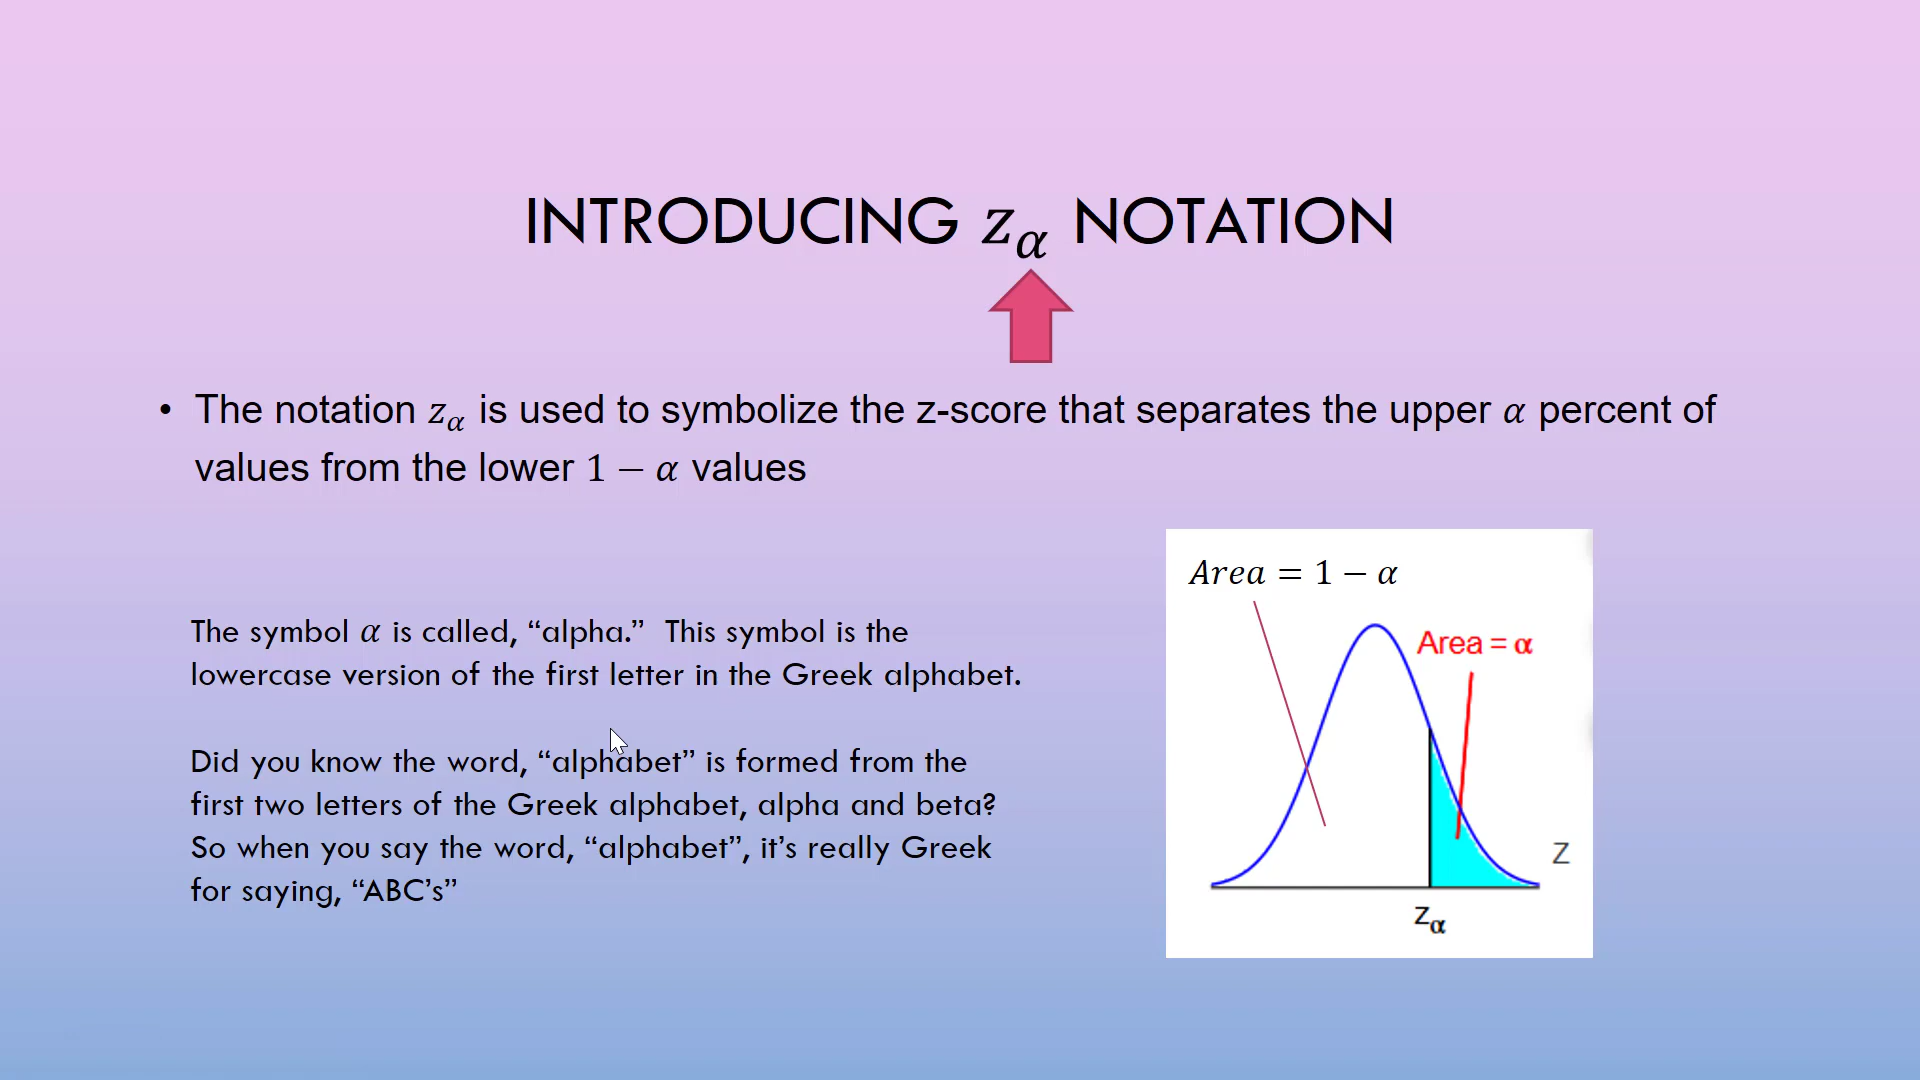 INTRODUCING 𝑧𝛼 NOTATION
• The notation 𝑧𝛼 is used to symbolize the z-score that separates the upper 𝛼 percent of
values from the lower 1 − 𝛼 values
The symbol 𝛼 is called, “alpha.” This symbol is the
lowercase version of the first letter in the Greek alphabet.
Did you know the word, “alphabet” is formed from the
first two letters of the Greek alphabet, alpha and beta?
So when you say the word, “alphabet”, it’s really Greek
for saying, “ABC’s”
𝐴𝑟𝑒𝑎 = 1 − 𝛼
Area = α
Z
zα